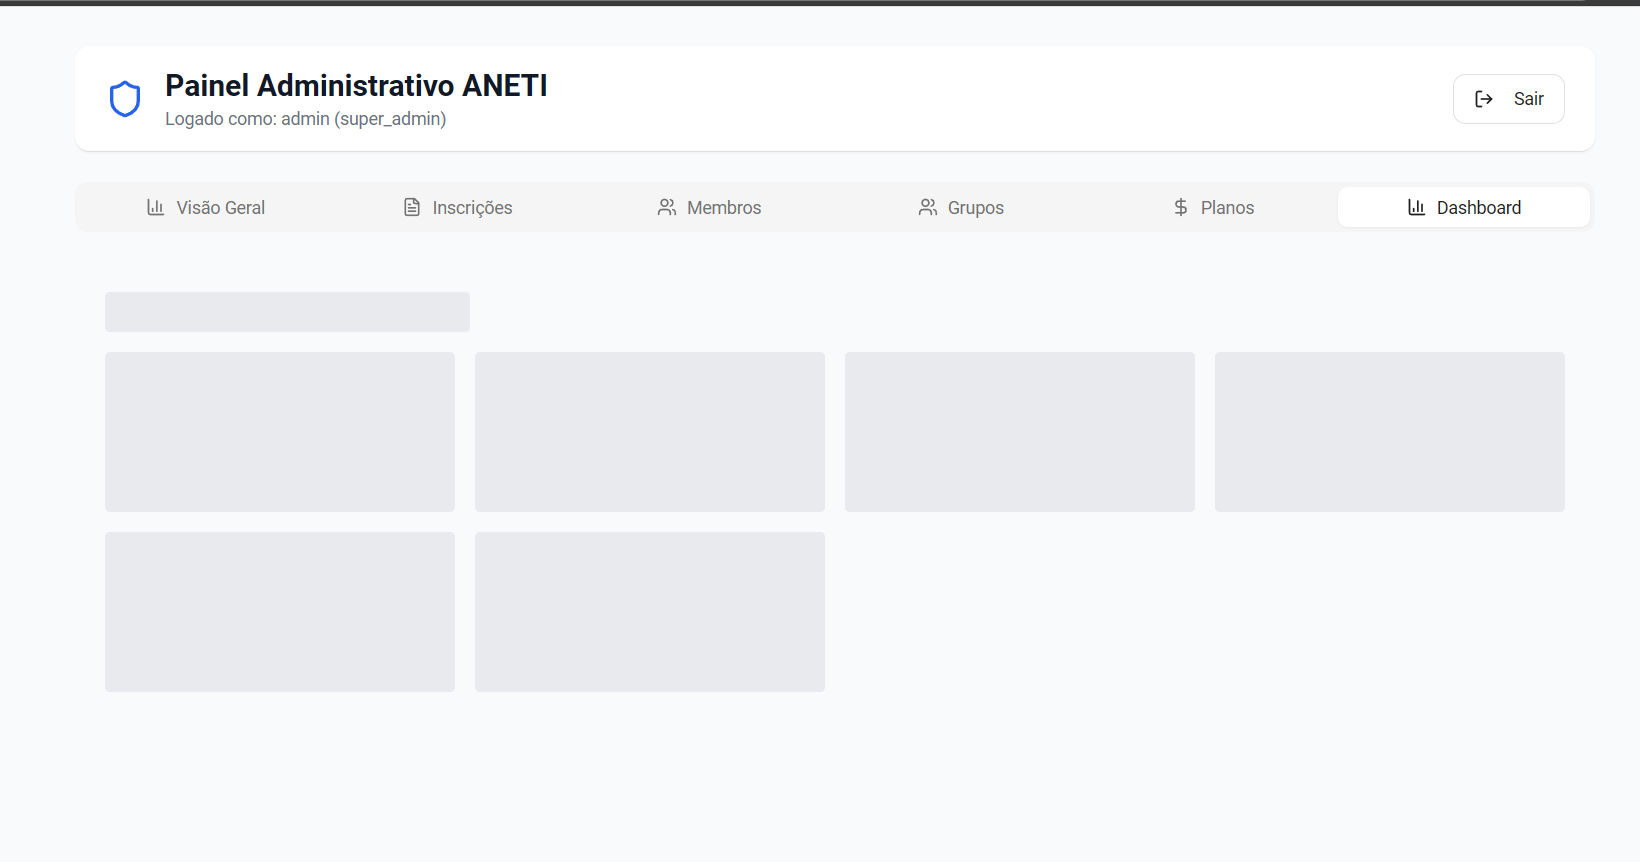 Painel Administrativo ANETI
Logado como: admin (super_admin)
Sair
Visão Geral
Inscrições
Membros
Grupos
Planos
Dashboard